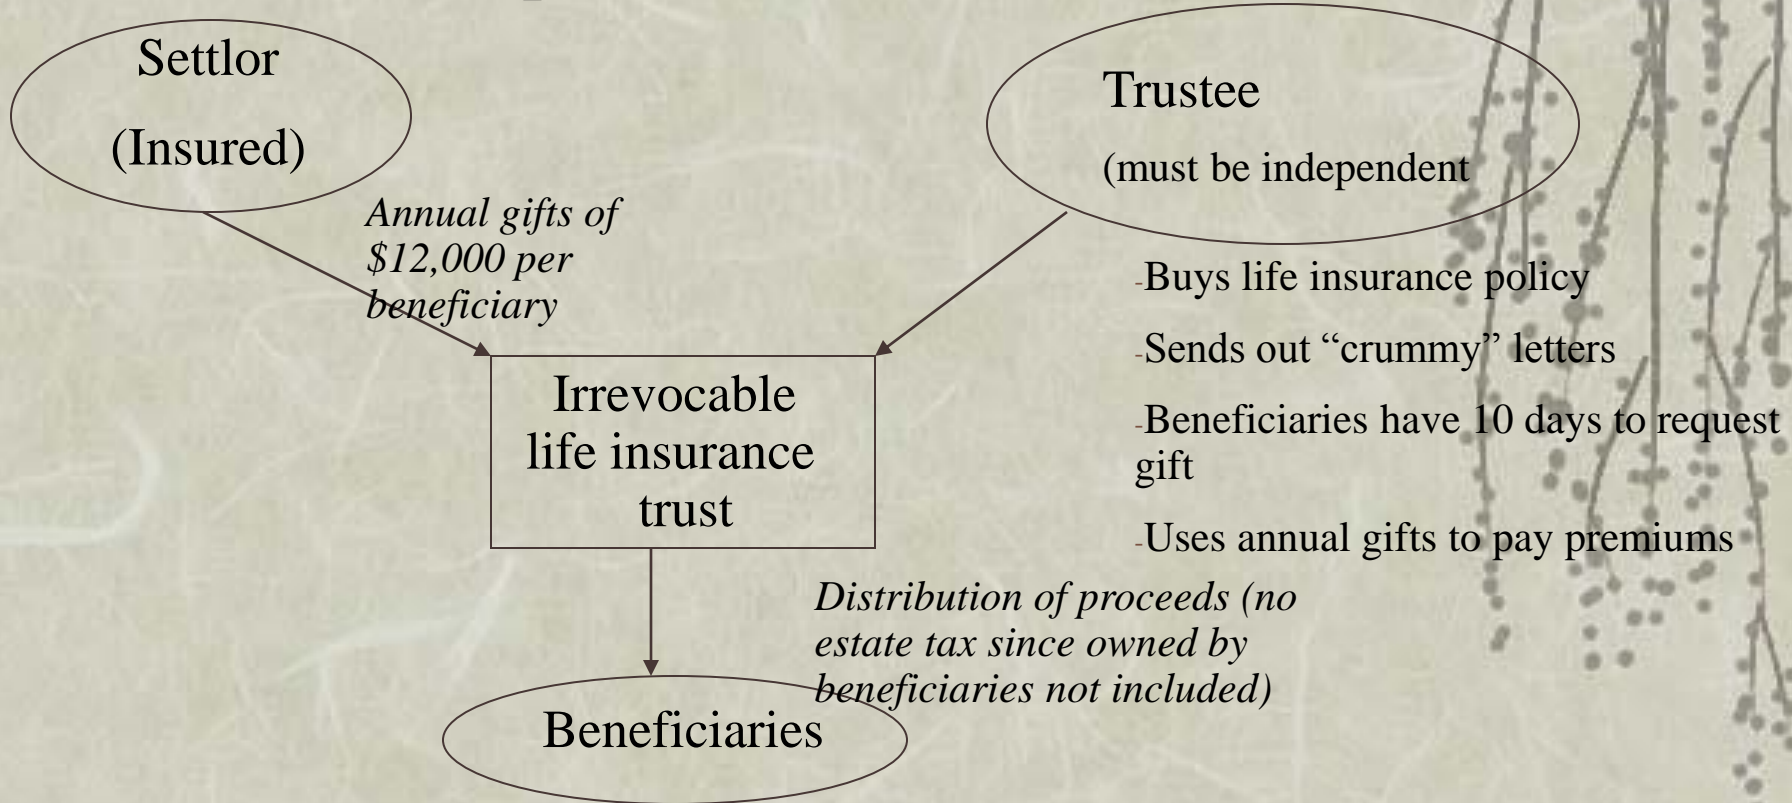 Settlor
(Insured)
Annual gifts of
$12,000 per
beneficiary
Trustee
(must be independent
-Buys life insurance policy
-Sends out “crummy” letters
-Beneficiaries have 10 days to request
gift
-Uses annual gifts to pay premiums
Irrevocable
life insurance
trust
Distribution of proceeds (no
estate tax since owned by
beneficiaries not included)
Beneficiaries